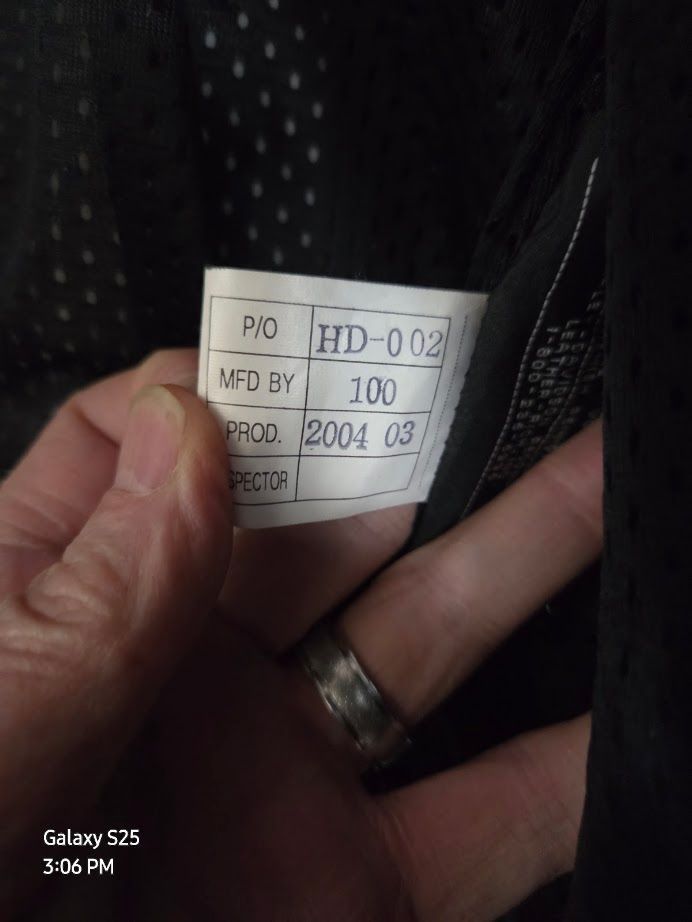 P/O HD-002
MFD BY 100
PROD. 2004 03
SPECTOR
Galaxy S25
3:06 PM